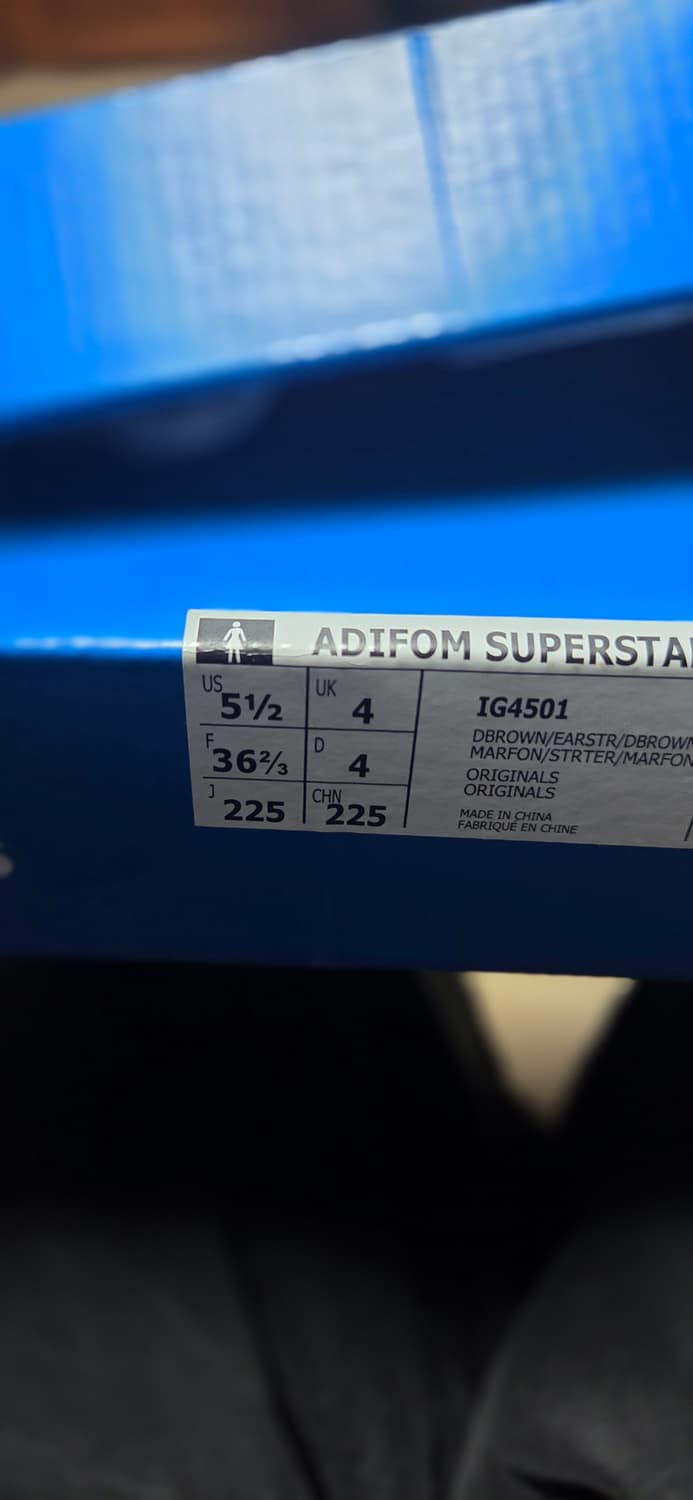 ADIFOM SUPERSTA
US 5½ UK 4
F 36⅔ D 4
J 225 CHN 225
IG4501
DBROWN/EARSTR/DBROWN
MARFON/STRTER/MARFON
ORIGINALS
ORIGINALS
MADE IN CHINA
FABRIQUÉ EN CHINE